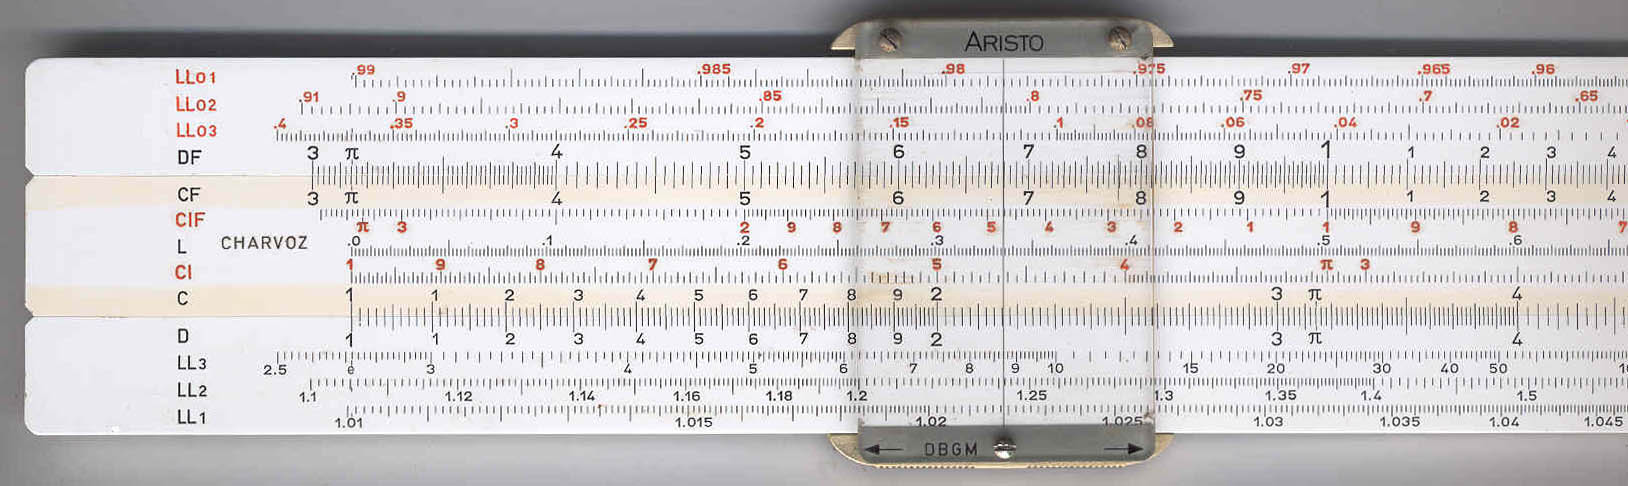 ARISTO
LL01 .99 .985 .98 .975 .97 .965 .96
LL02 .91 .9 .85 .8 .75 .7 .65
LL03 .4 .35 .3 .25 .2 .15 .1 .08 .06 .04 .02
DF 3 π 4 5 6 7 8 9 1 1 2 3 4
CF 3 π 4 5 6 7 8 9 1 1 2 3 4
CIF π 3 2 9 8 7 6 5 4 3 2 1 1 9 8 7
L CHARVOZ .0 .1 .2 .3 .4 .5 .6
CI 1 9 8 7 6 5 4 π 3
C 1 1 2 3 4 5 6 7 8 9 2 3 π 4
D 1 1 2 3 4 5 6 7 8 9 2 3 π 4
LL3 2.5 e 3 4 5 6 7 8 9 10 15 20 30 40 50
LL2 1.1 1.12 1.14 1.16 1.18 1.2 1.25 1.3 1.35 1.4 1.5
LL1 1.01 1.015 1.02 1.025 1.03 1.035 1.04 1.045
DBGM